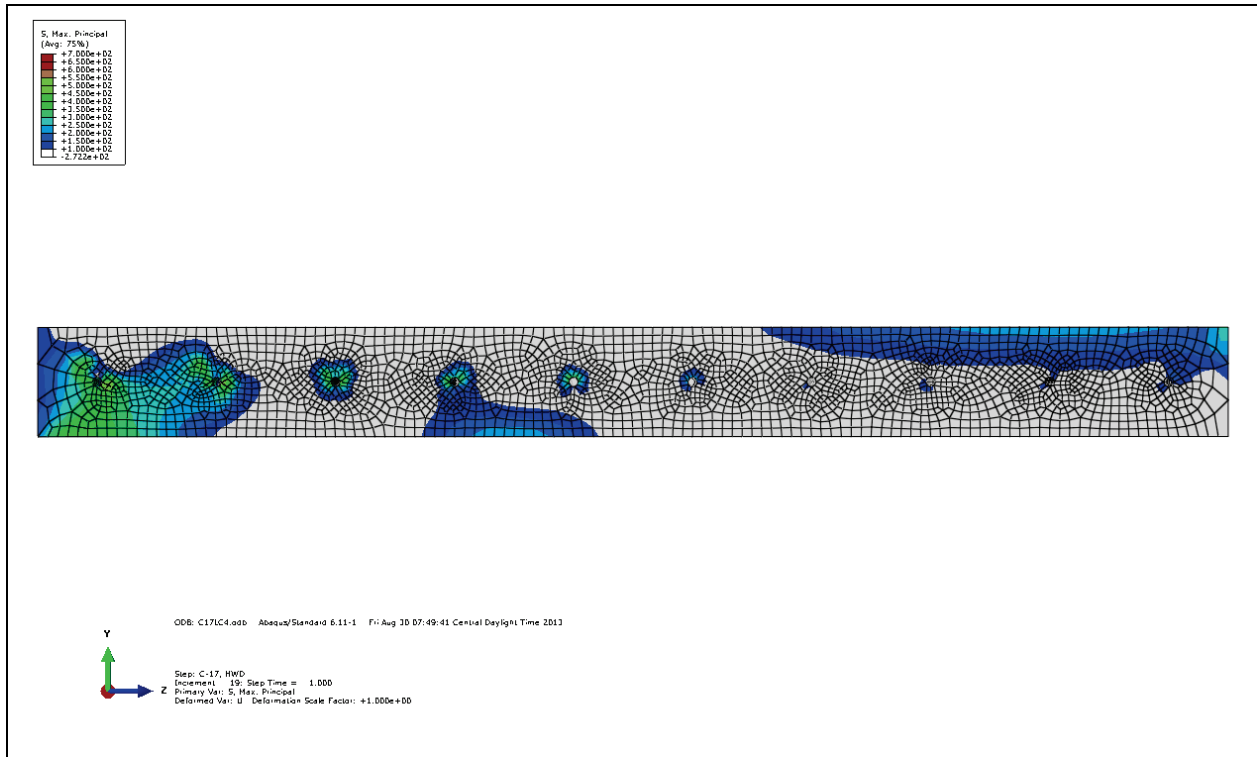 S, Max. Principal
(Avg: 75%)
+7.000e+02
+6.500e+02
+6.000e+02
+5.500e+02
+5.000e+02
+4.500e+02
+4.000e+02
+3.500e+02
+3.000e+02
+2.500e+02
+2.000e+02
+1.500e+02
+1.000e+02
-2.722e+02
ODB: C17LC4.odb Abaqus/Standard 6.11-1 Fri Aug 30 07:49:41 Central Daylight Time 2013
Y
Z
Step: C-17, HWD
Increment 19: Step Time = 1.000
Primary Var: S, Max. Principal
Deformed Var: U Deformation Scale Factor: +1.000e+00